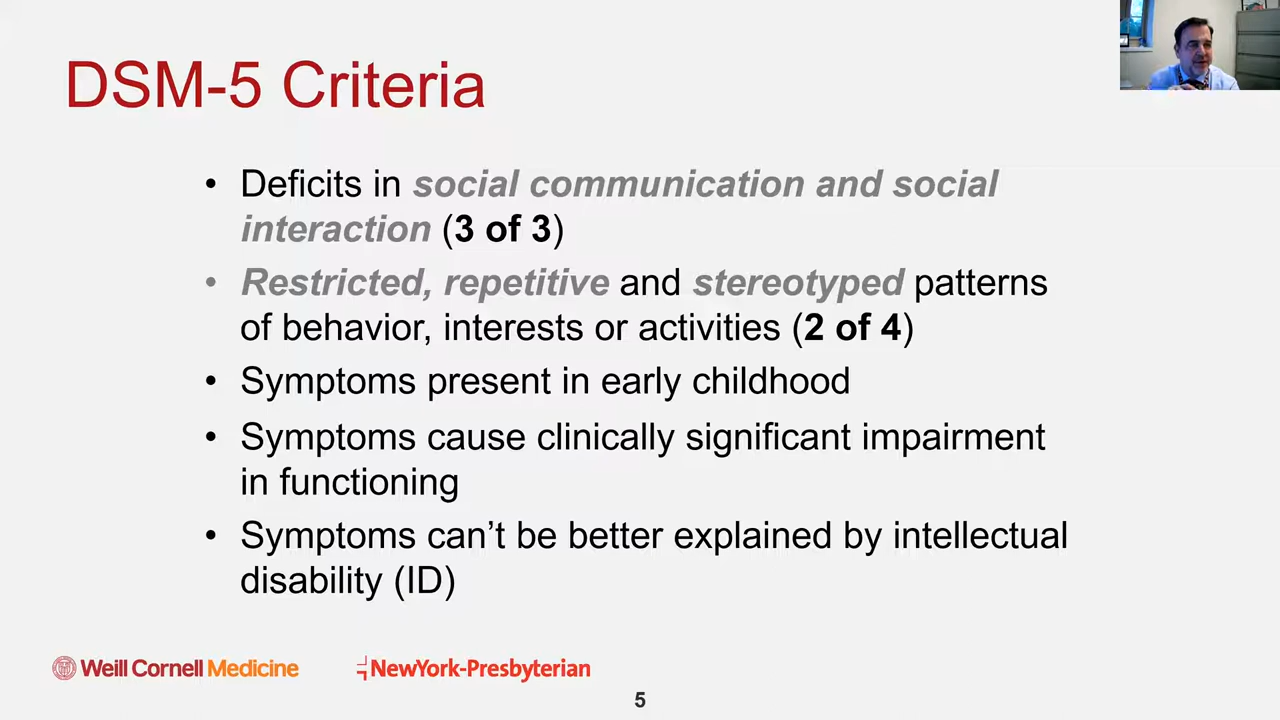 DSM-5 Criteria
• Deficits in social communication and social
interaction (3 of 3)
• Restricted, repetitive and stereotyped patterns
of behavior, interests or activities (2 of 4)
• Symptoms present in early childhood
• Symptoms cause clinically significant impairment
in functioning
• Symptoms can’t be better explained by intellectual
disability (ID)
Weill Cornell Medicine
NewYork-Presbyterian
5